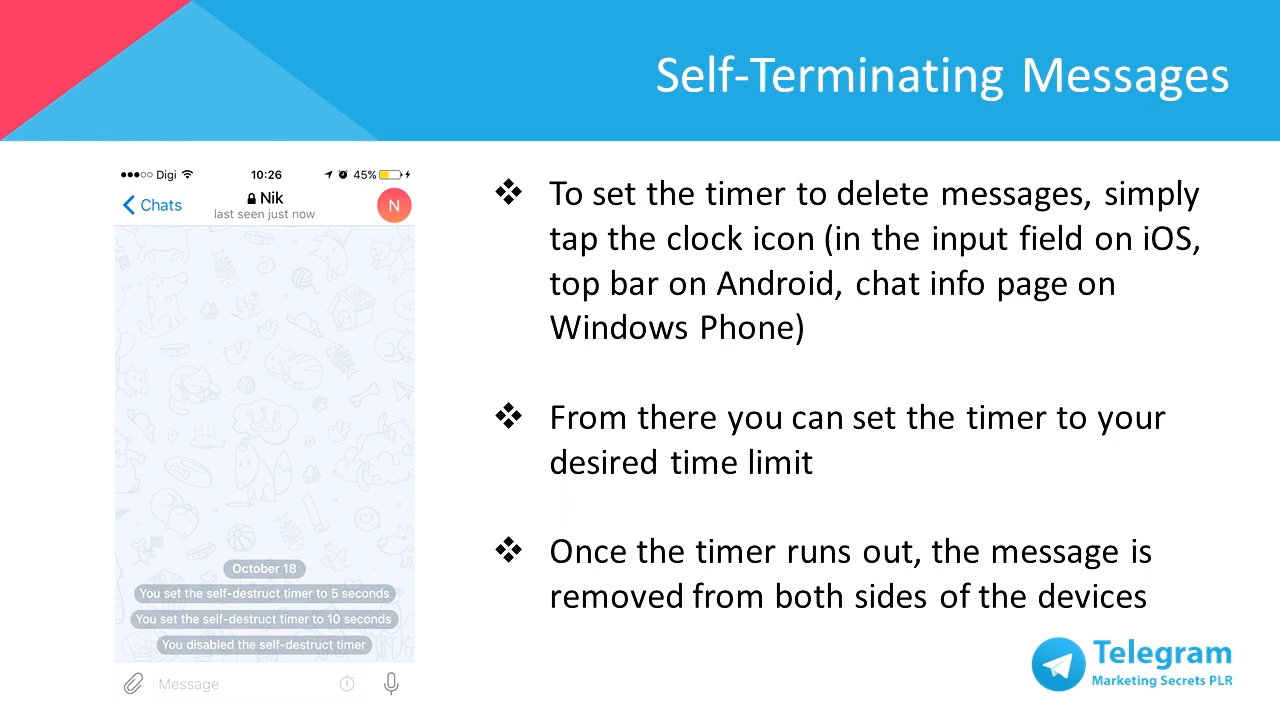 Self-Terminating Messages
Digi 10:26 45%
Chats Nik N
last seen just now
❖ To set the timer to delete messages, simply
tap the clock icon (in the input field on iOS,
top bar on Android, chat info page on
Windows Phone)
❖ From there you can set the timer to your
desired time limit
❖ Once the timer runs out, the message is
removed from both sides of the devices
October 18
You set the self-destruct timer to 5 seconds
You set the self-destruct timer to 10 seconds
You disabled the self-destruct timer
Message
Telegram
Marketing Secrets PLR